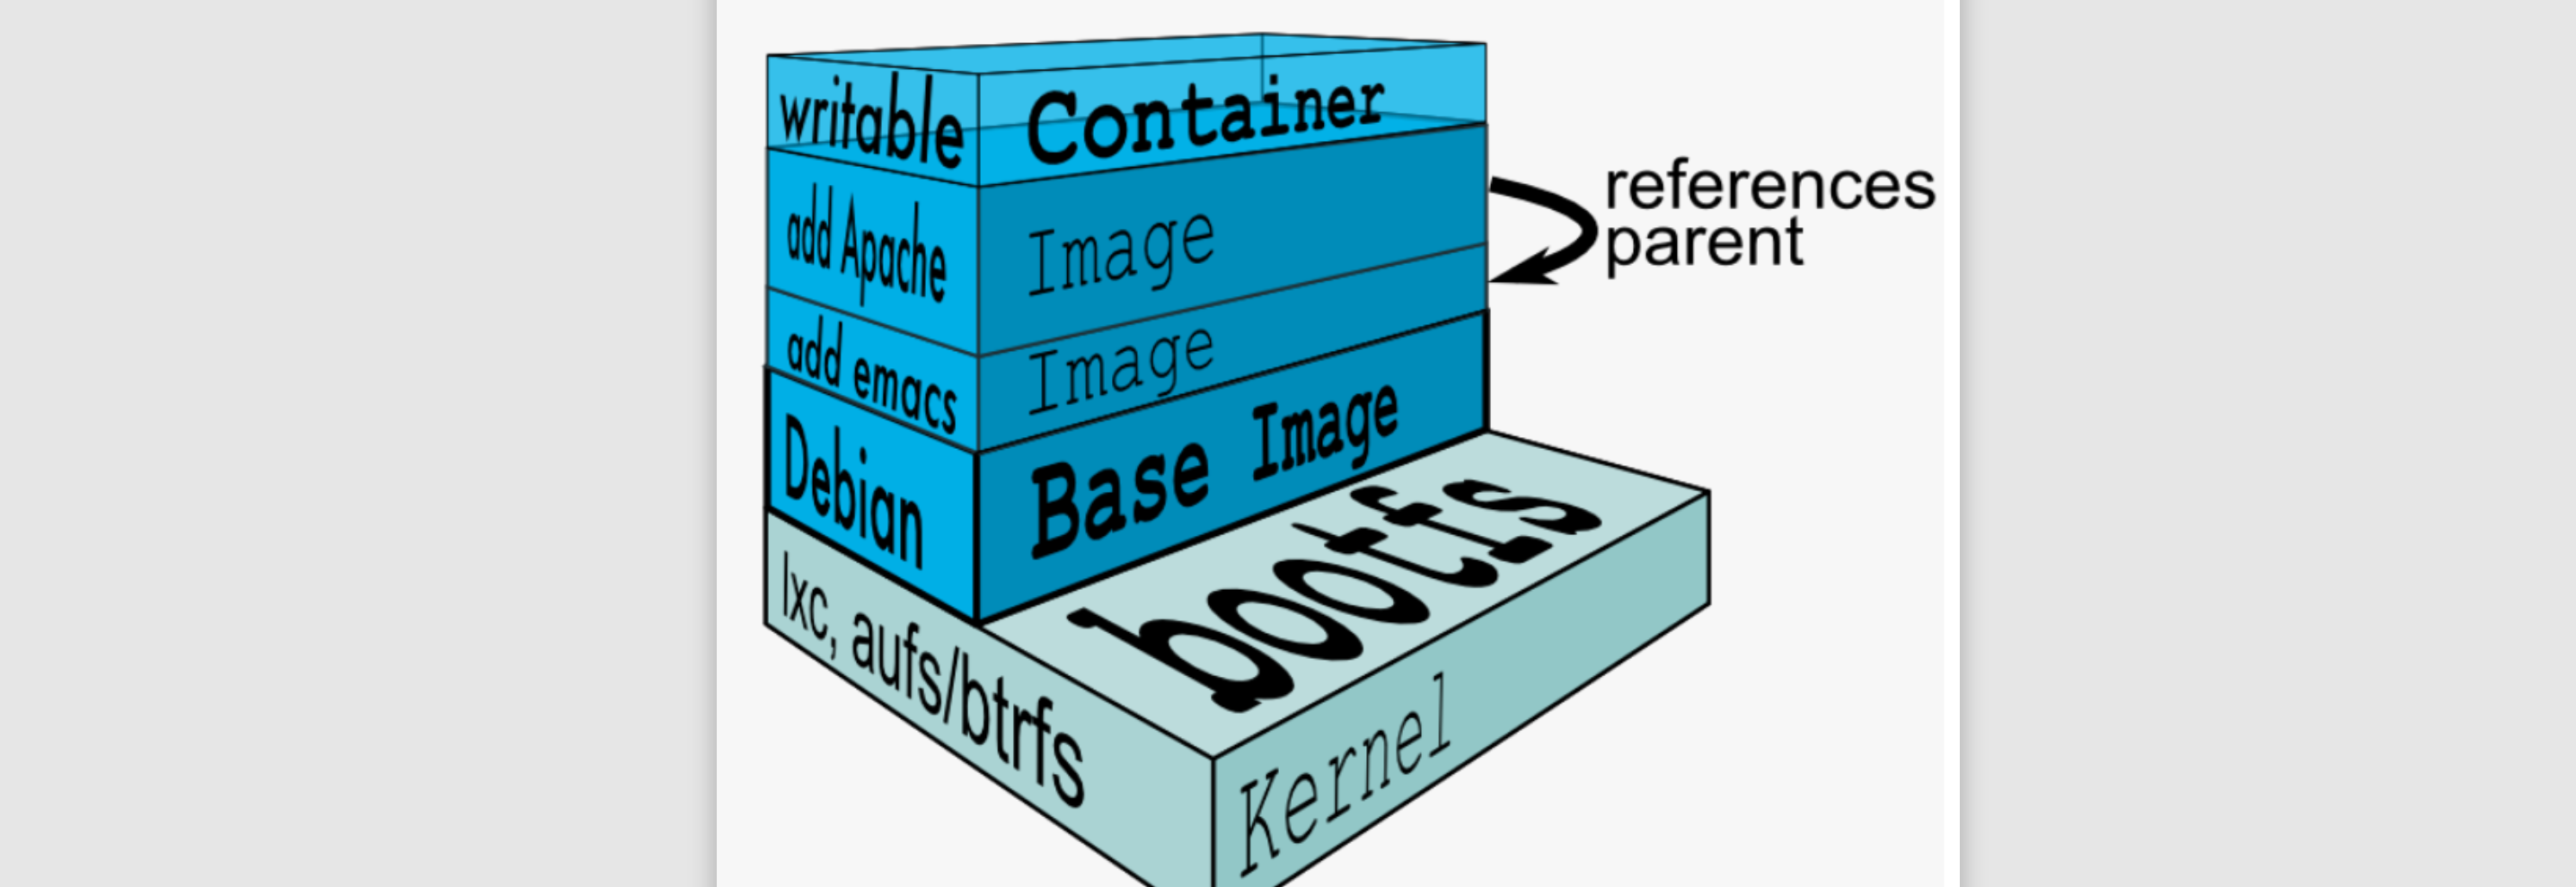 writable Container
references
parent
add Apache Image
add emacs Image
Debian Base Image
bootfs
lxc, aufs/btrfs
Kernel